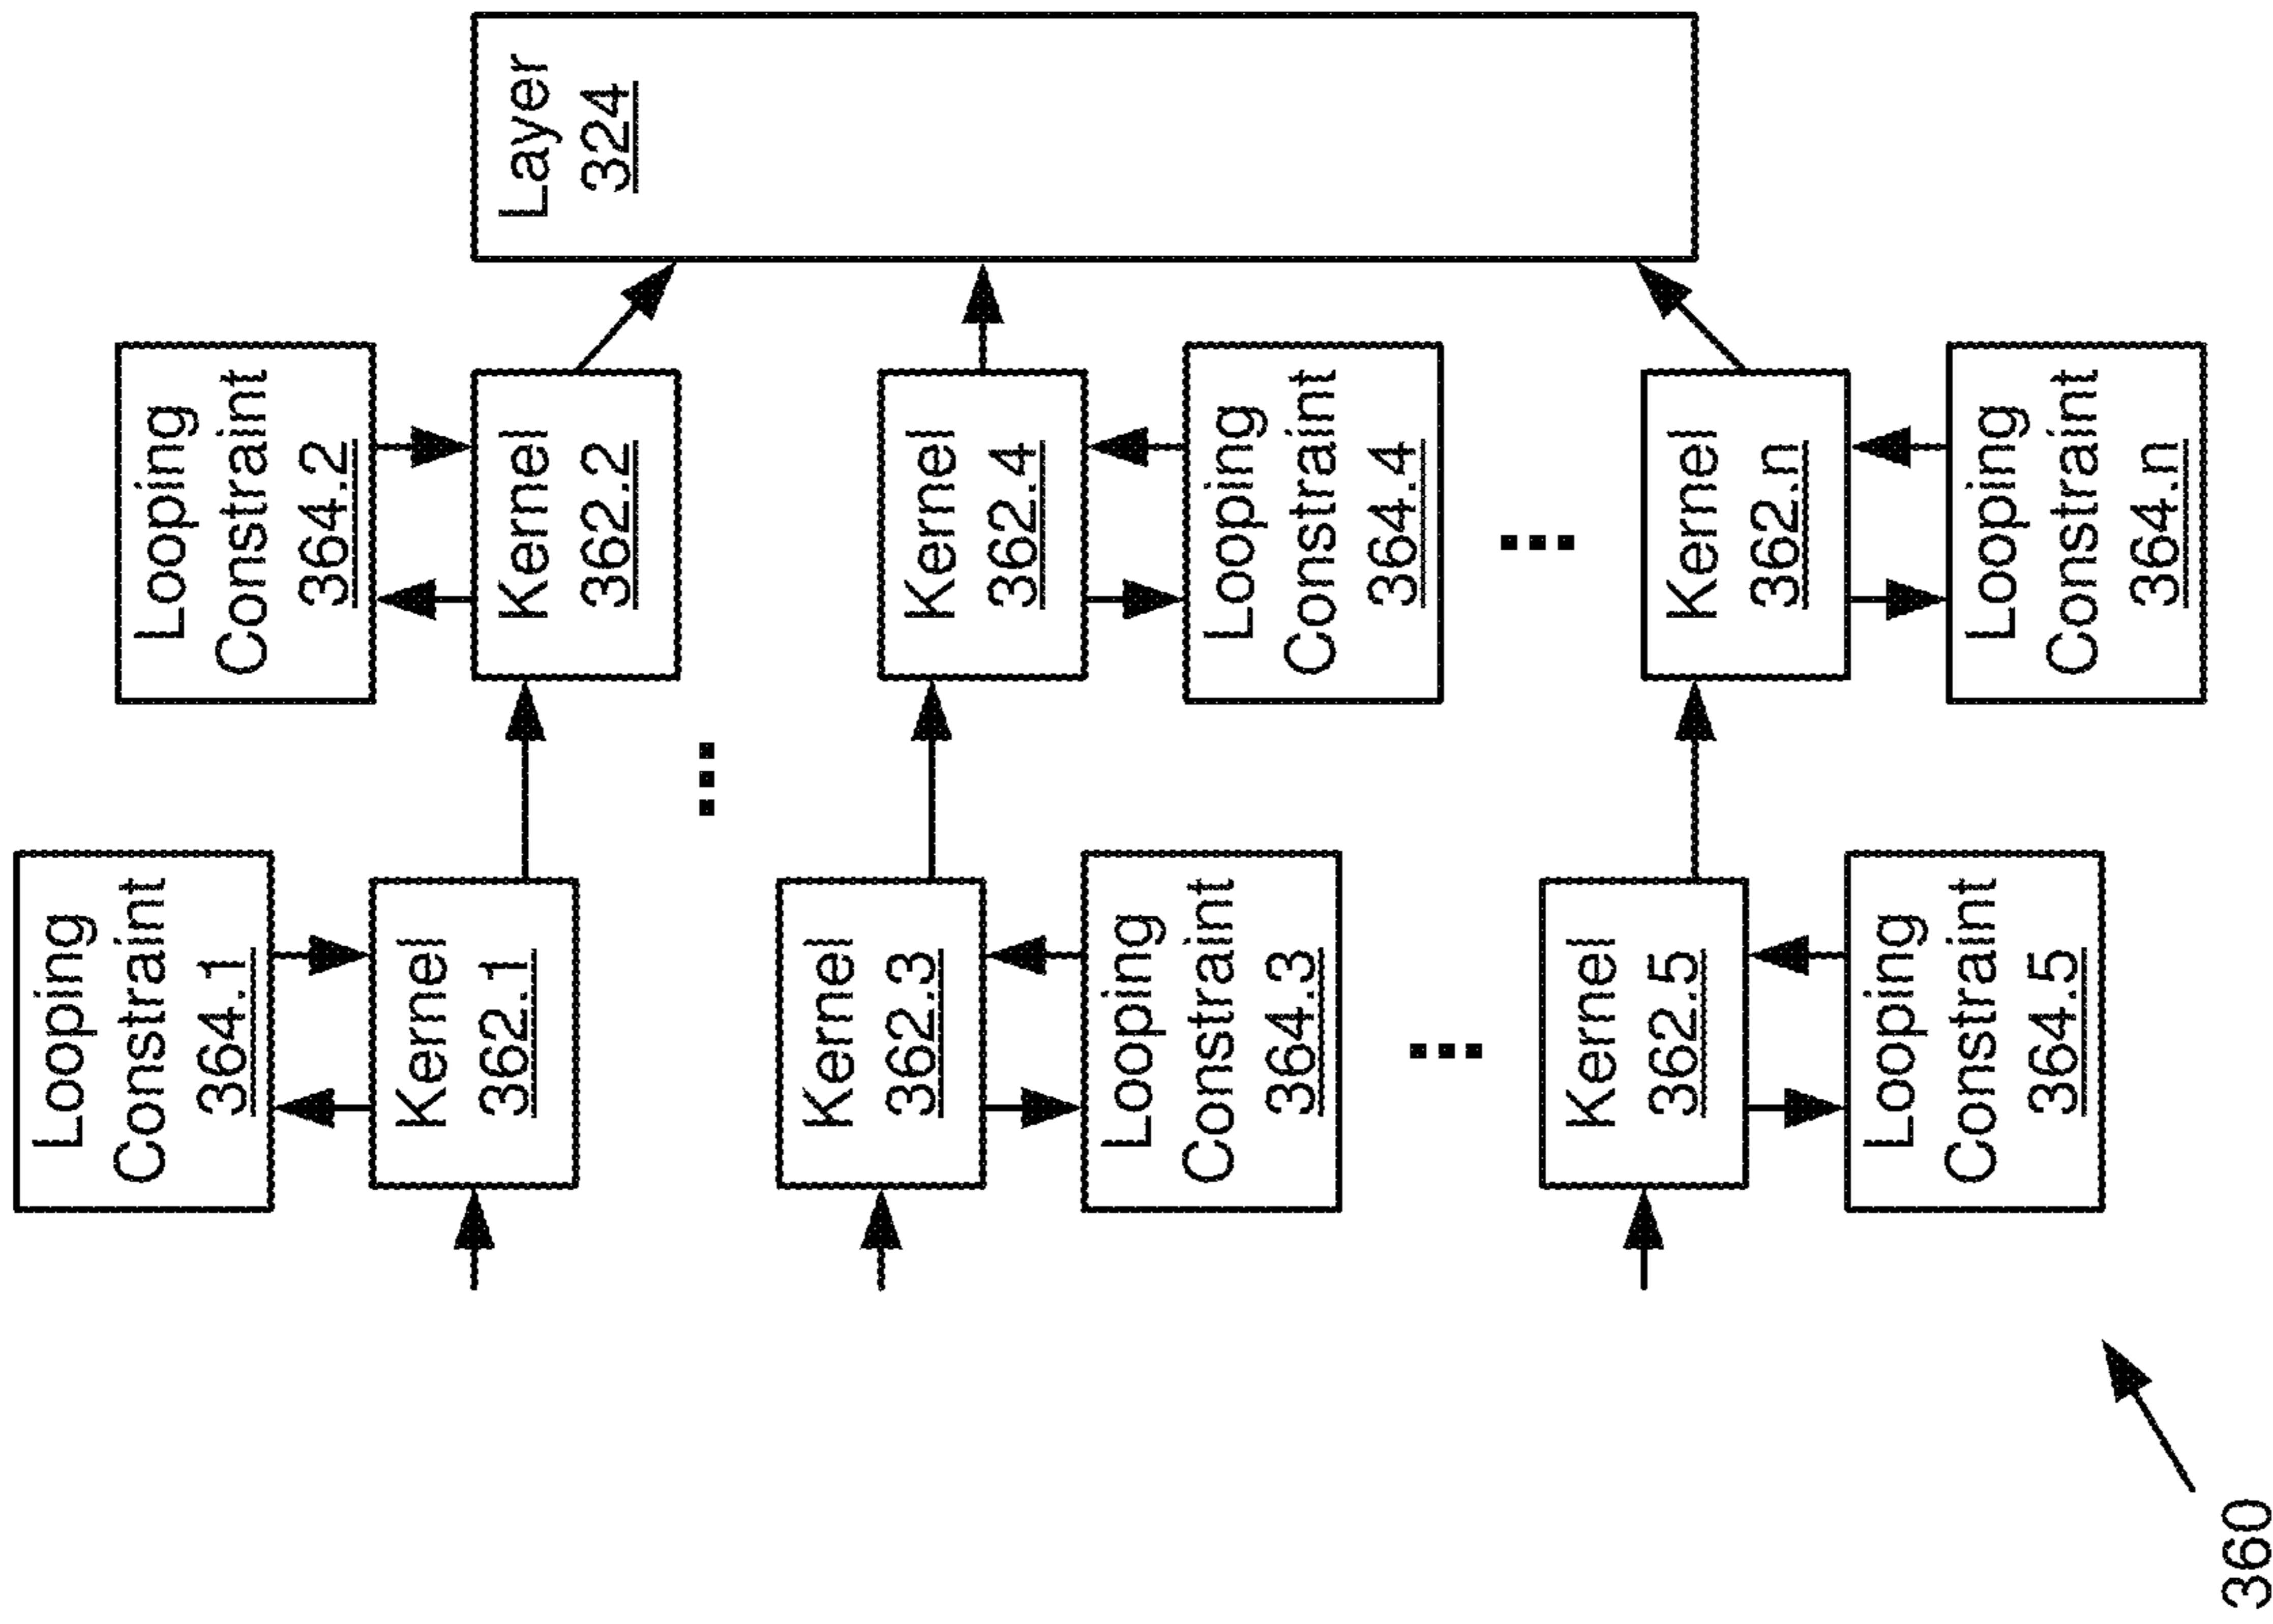 Looping
Constraint
364.1
Kernel
362.1
Looping
Constraint
364.2
Kernel
362.2
Layer
324
Kernel
362.3
Looping
Constraint
364.3
Kernel
362.4
Looping
Constraint
364.4
Kernel
362.5
Looping
Constraint
364.5
Kernel
362.n
Looping
Constraint
364.n
360